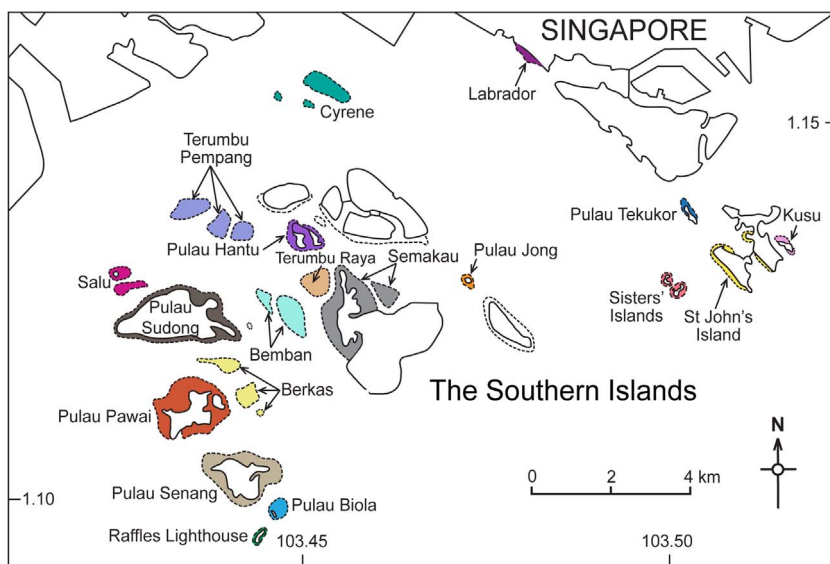 SINGAPORE
Labrador
Cyrene
1.15
Terumbu
Pempang
Pulau Tekukor
Kusu
Pulau Hantu
Terumbu Raya
Semakau
Pulau Jong
Salu
Pulau
Sudong
Sisters'
Islands
St John's
Island
Bemban
Berkas
The Southern Islands
Pulau Pawai
N
Pulau Senang
0 2 4 km
1.10
Pulau Biola
Raffles Lighthouse
103.45
103.50